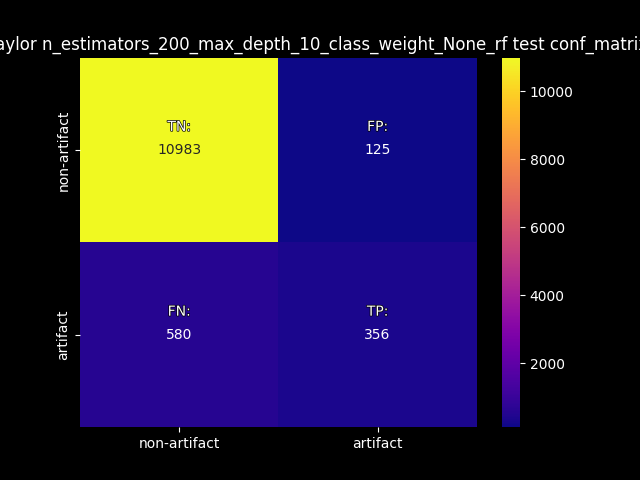 aylor n_estimators_200_max_depth_10_class_weight_None_rf test conf_matrix
non-artifact
TN:
10983
FP:
125
artifact
FN:
580
TP:
356
non-artifact
artifact
10000
8000
6000
4000
2000